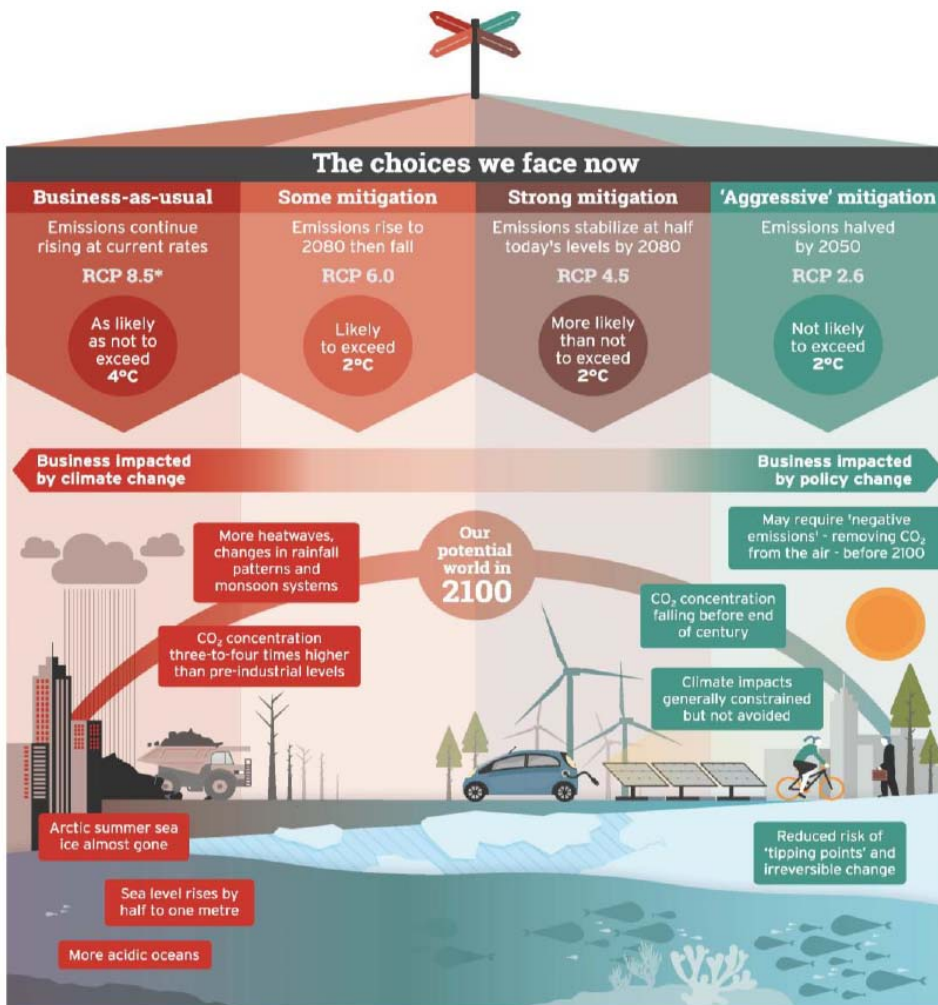 The choices we face now
Business-as-usual
Emissions continue
rising at current rates
RCP 8.5*
As likely
as not to
exceed
4°C
Some mitigation
Emissions rise to
2080 then fall
RCP 6.0
Likely
to exceed
2°C
Strong mitigation
Emissions stabilize at half
today's levels by 2080
RCP 4.5
More likely
than not
to exceed
2°C
'Aggressive' mitigation
Emissions halved
by 2050
RCP 2.6
Not likely
to exceed
2°C
Business impacted
by climate change
Business impacted
by policy change
More heatwaves,
changes in rainfall
patterns and
monsoon systems
Our
potential
world in
2100
May require 'negative
emissions' - removing CO₂
from the air - before 2100
CO₂ concentration
three-to-four times higher
than pre-industrial levels
CO₂ concentration
falling before end
of century
Climate impacts
generally constrained
but not avoided
Arctic summer sea
ice almost gone
Sea level rises by
half to one metre
More acidic oceans
Reduced risk of
'tipping points' and
irreversible change